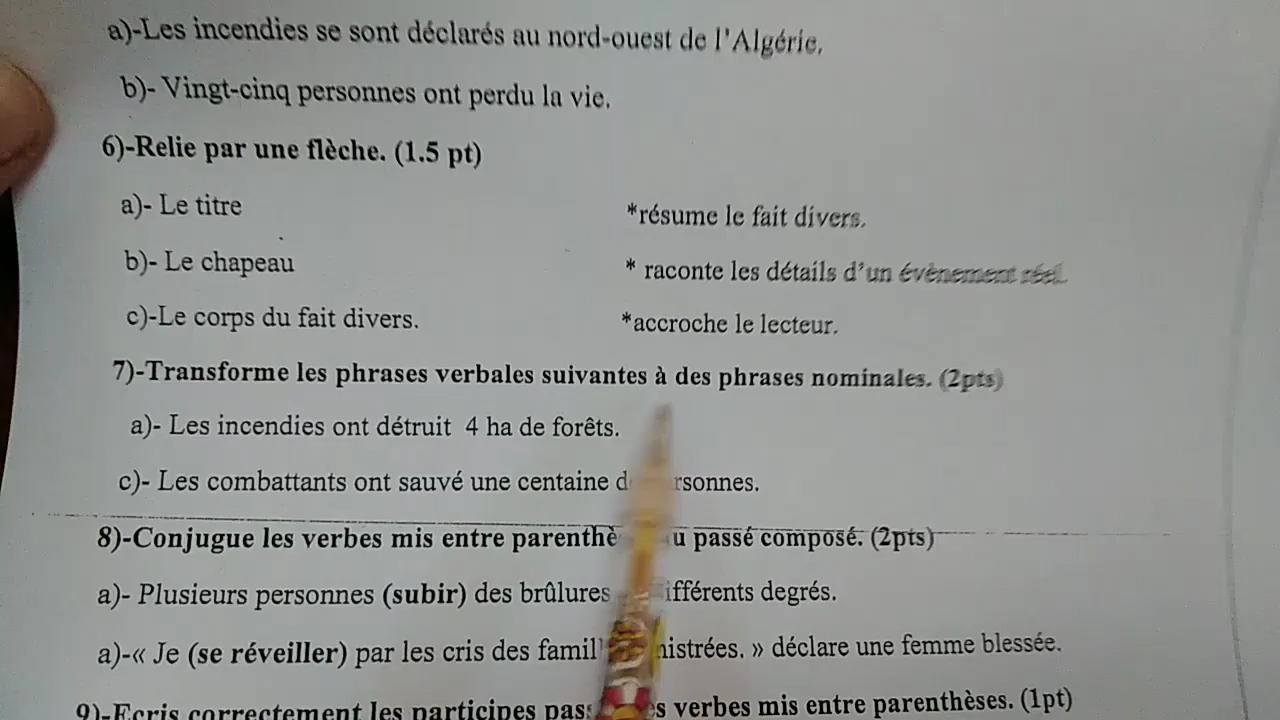 a)-Les incendies se sont déclarés au nord-ouest de l'Algérie.
b)- Vingt-cinq personnes ont perdu la vie.
6)-Relie par une flèche. (1.5 pt)
a)- Le titre *résume le fait divers.
b)- Le chapeau * raconte les détails d'un évènement réel.
c)-Le corps du fait divers. *accroche le lecteur.
7)-Transforme les phrases verbales suivantes à des phrases nominales. (2pts)
a)- Les incendies ont détruit 4 ha de forêts.
c)- Les combattants ont sauvé une centaine
8)-Conjugue les verbes mis entre passé composé. (2pts)
a)- Plusieurs personnes (subir) des brûlures degrés.
a)-« Je (se réveiller) par les cris des » déclare une femme blessée.
9)-Ecris correctement les participes verbes mis entre parenthèses. (1pt)